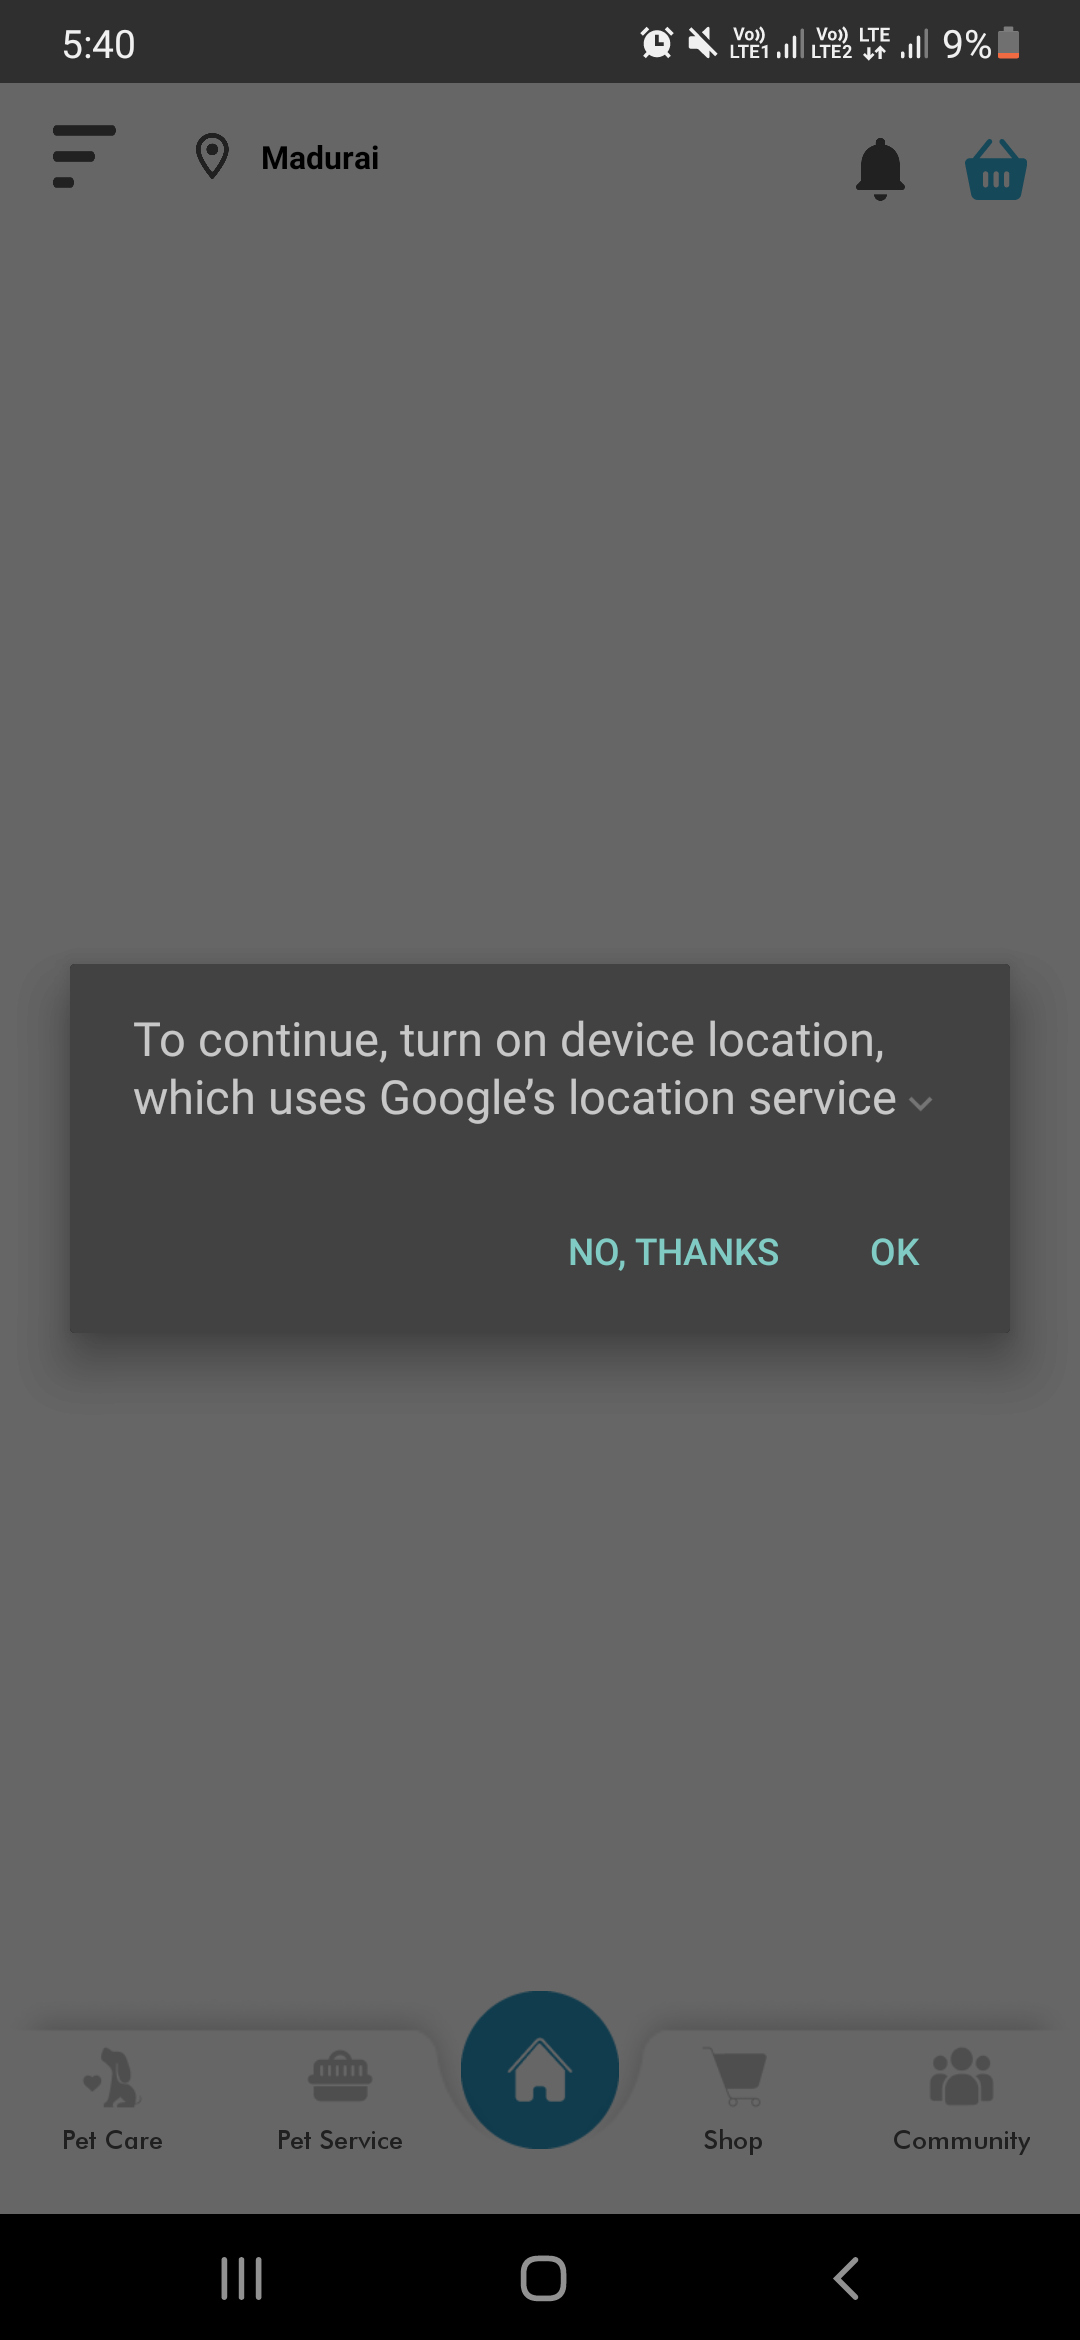 5:40
Vo)) LTE1 Vo)) LTE2 LTE 9%
Madurai
To continue, turn on device location,
which uses Google’s location service
NO, THANKS OK
Pet Care Pet Service Shop Community